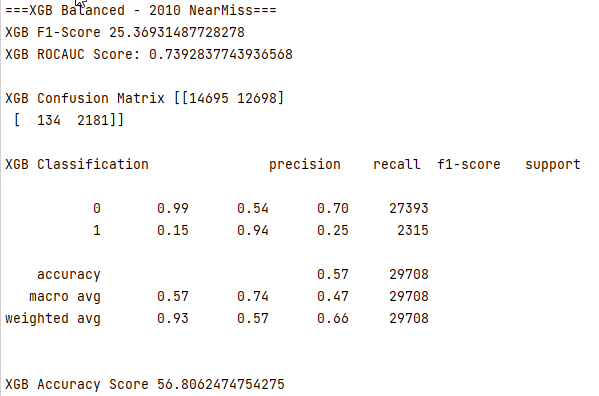 ===XGB Balanced - 2010 NearMiss===
XGB F1-Score 25.36931487728278
XGB ROCAUC Score: 0.7392837743936568
XGB Confusion Matrix [[14695 12698]
 [  134  2181]]
XGB Classification               precision    recall  f1-score   support
           0       0.99      0.54      0.70     27393
           1       0.15      0.94      0.25      2315
    accuracy                           0.57     29708
   macro avg       0.57      0.74      0.47     29708
weighted avg       0.93      0.57      0.66     29708
XGB Accuracy Score 56.8062474754275